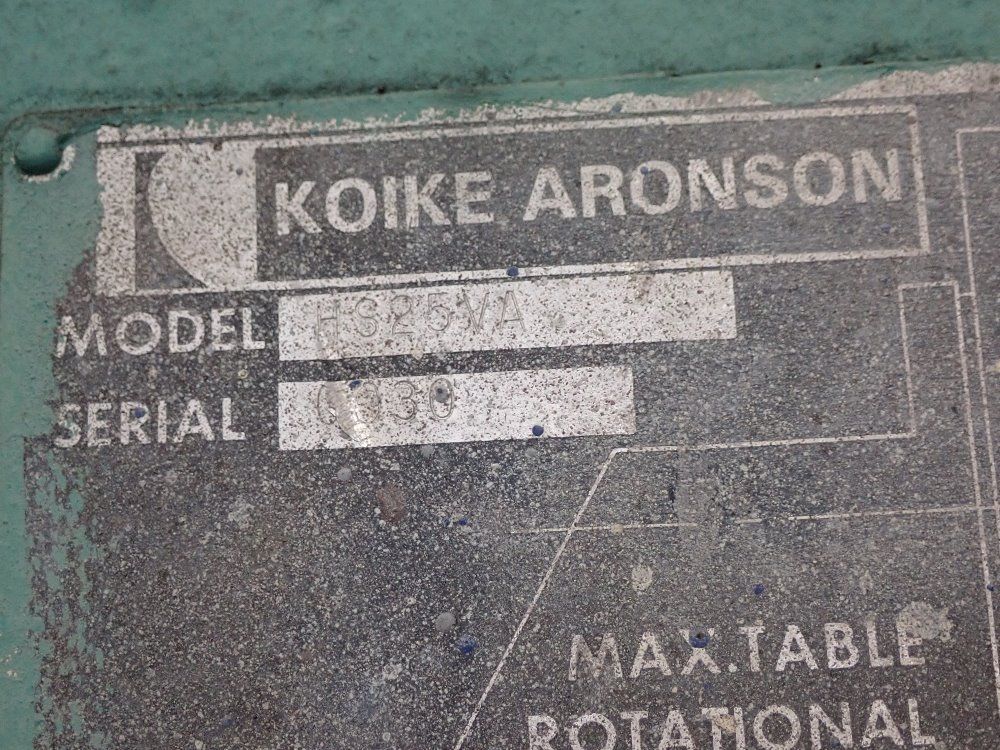 KOIKE ARONSON
MODEL HS25VA
SERIAL
MAX.TABLE
ROTATIONAL